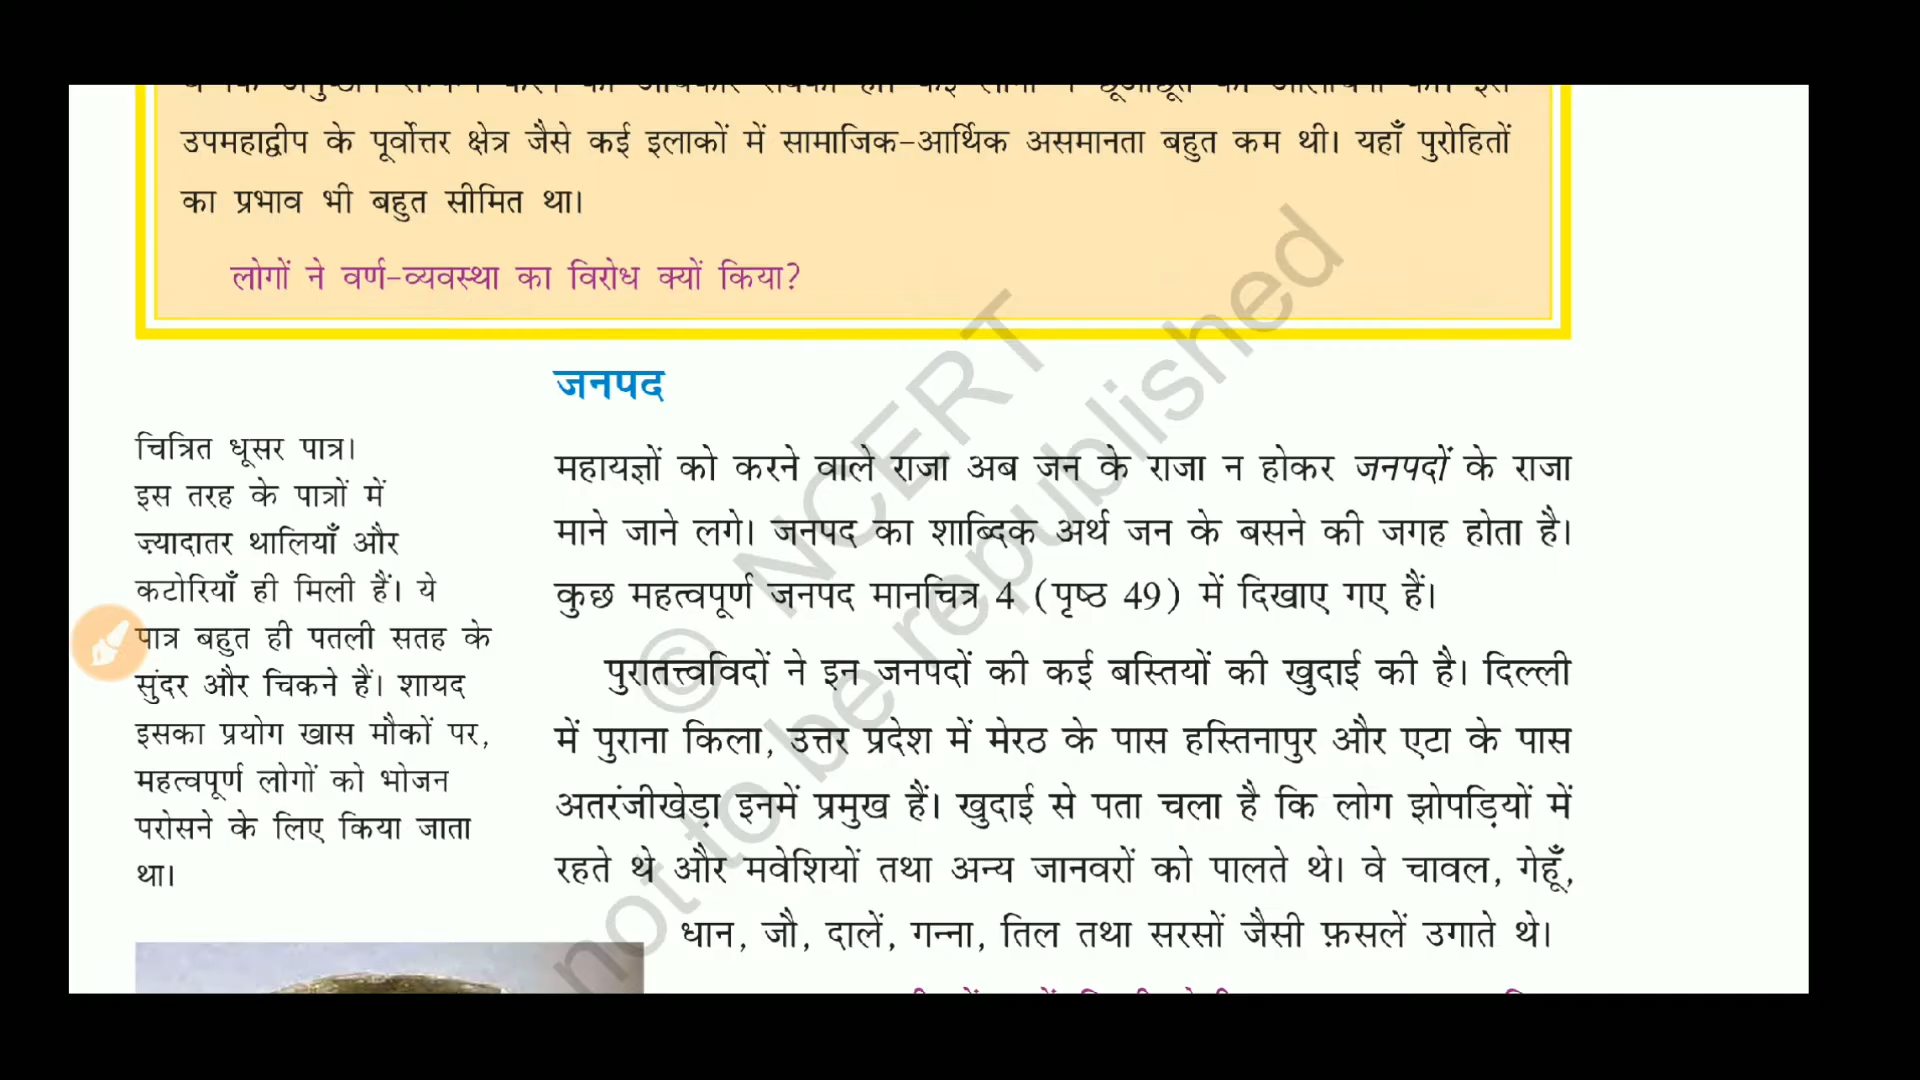 उपमहाद्वीप के पूर्वोत्तर क्षेत्र जैसे कई इलाकों में सामाजिक-आर्थिक असमानता बहुत कम थी। यहाँ पुरोहितों
का प्रभाव भी बहुत सीमित था।
लोगों ने वर्ण-व्यवस्था का विरोध क्यों किया?
जनपद
महायज्ञों को करने वाले राजा अब जन के राजा न होकर जनपदों के राजा
माने जाने लगे। जनपद का शाब्दिक अर्थ जन के बसने की जगह होता है।
कुछ महत्वपूर्ण जनपद मानचित्र 4 (पृष्ठ 49) में दिखाए गए हैं।
पुरातत्त्वविदों ने इन जनपदों की कई बस्तियों की खुदाई की है। दिल्ली
में पुराना किला, उत्तर प्रदेश में मेरठ के पास हस्तिनापुर और एटा के पास
अतरंजीखेड़ा इनमें प्रमुख हैं। खुदाई से पता चला है कि लोग झोपड़ियों में
रहते थे और मवेशियों तथा अन्य जानवरों को पालते थे। वे चावल, गेहूँ,
धान, जौ, दालें, गन्ना, तिल तथा सरसों जैसी फ़सलें उगाते थे।
चित्रित धूसर पात्र।
इस तरह के पात्रों में
ज़्यादातर थालियाँ और
कटोरियाँ ही मिली हैं। ये
पात्र बहुत ही पतली सतह के
सुंदर और चिकने हैं। शायद
इसका प्रयोग खास मौकों पर,
महत्वपूर्ण लोगों को भोजन
परोसने के लिए किया जाता
था।
© NCERT
not to be republished